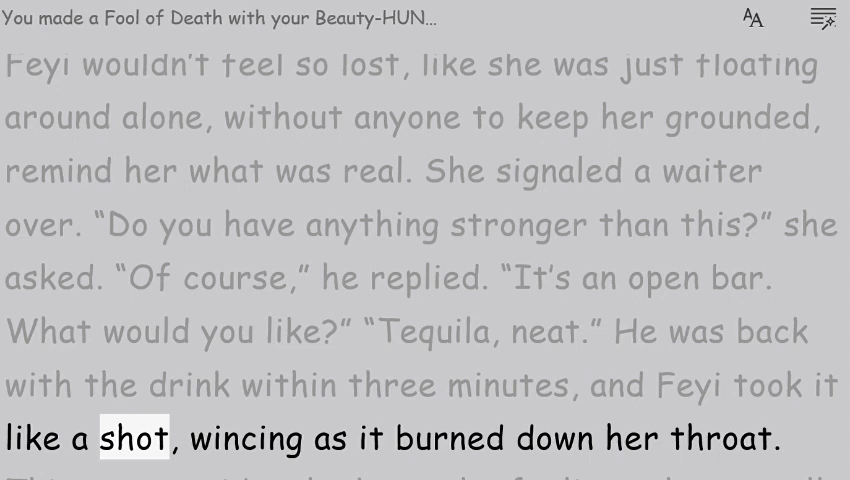 You made a Fool of Death with your Beauty-HUN...
Feyi wouldn't feel so lost, like she was just floating
around alone, without anyone to keep her grounded,
remind her what was real. She signaled a waiter
over. “Do you have anything stronger than this?” she
asked. “Of course,” he replied. “It's an open bar.
What would you like?” “Tequila, neat.” He was back
with the drink within three minutes, and Feyi took it
like a shot, wincing as it burned down her throat.